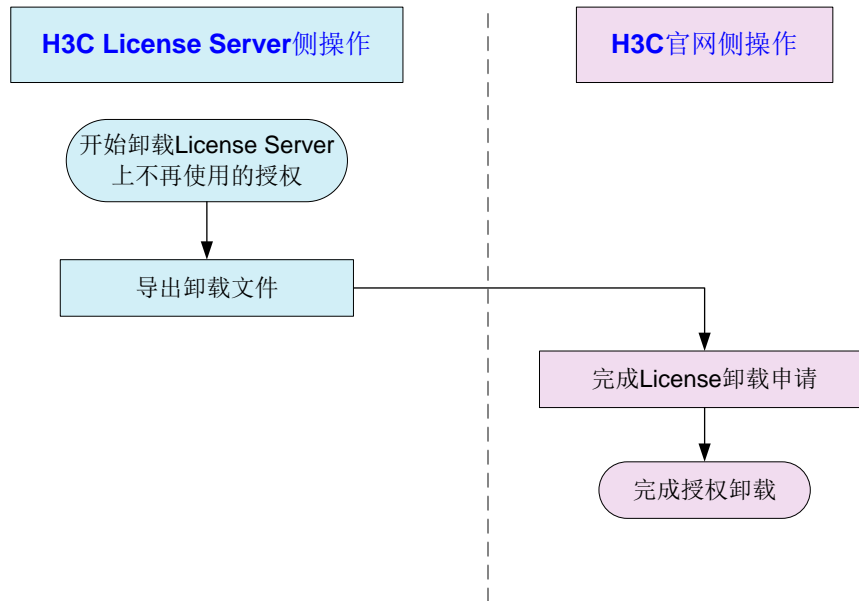 H3C License Server侧操作
H3C官网侧操作
开始卸载License Server
上不再使用的授权
导出卸载文件
完成License卸载申请
完成授权卸载